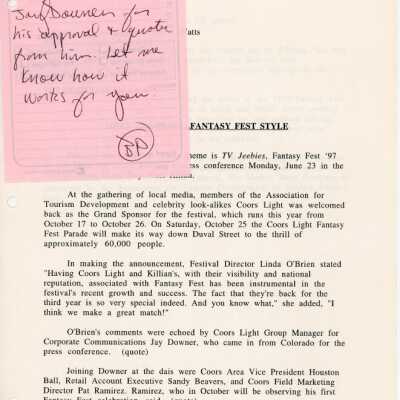 Jay Downer for
his approval & quote
from him. Let me
know how it
works for you.
BP
atts
FANTASY FEST STYLE
neme is TV Jeebies, Fantasy Fest '97
ess conference Monday, June 23 in the
At the gathering of local media, members of the Association for
Tourism Development and celebrity look-alikes Coors Light was welcomed
back as the Grand Sponsor for the festival, which runs this year from
October 17 to October 26. On Saturday, October 25 the Coors Light Fantasy
Fest Parade will make its way down Duval Street to the thrill of
approximately 60,000 people.
In making the announcement, Festival Director Linda O'Brien stated
"Having Coors Light and Killian's, with their visibility and national
reputation, associated with Fantasy Fest has been instrumental in the
festival's recent growth and success. The fact that they're back for the
third year is so very special indeed. And you know what," she added, "I
think we make a great match!"
O'Brien's comments were echoed by Coors Light Group Manager for
Corporate Communications Jay Downer, who came in from Colorado for the
press conference. (quote)
Joining Downer at the dais were Coors Area Vice President Houston
Ball, Retail Account Executive Sandy Beavers, and Coors Field Marketing
Director Pat Ramirez. Ramirez, who in October will be observing his first